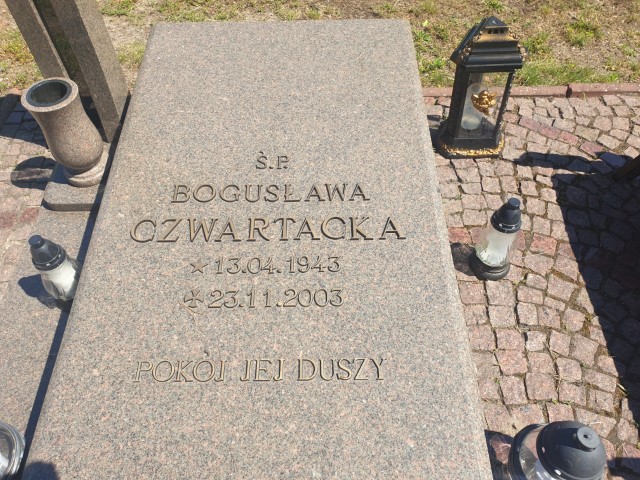 Ś.P.
BOGUSŁAWA
CZWARTACKA
✶ 13.04.1943
✠ 23.11.2003
POKÓJ JEJ DUSZY